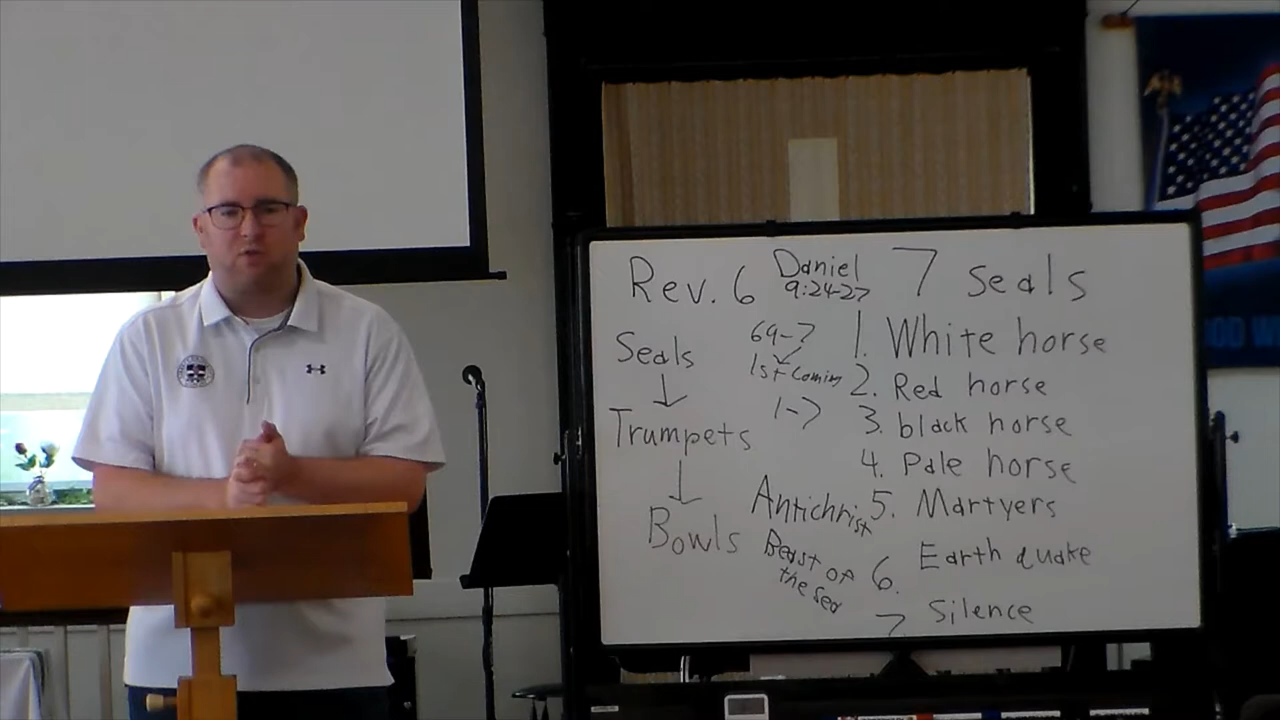 Rev. 6
Daniel
9:24-27
7 Seals
Seals
↓
Trumpets
↓
Bowls
69-7
1st Coming
1-7
Antichrist
Beast of
the Sea
1. White horse
2. Red horse
3. black horse
4. Pale horse
5. Martyers
6. Earth quake
7 Silence